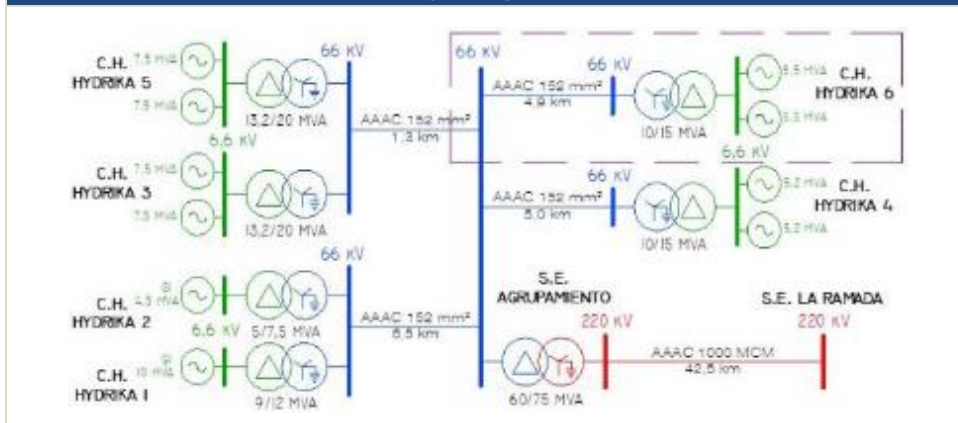 66 KV
66 KV
C.H.
HYDRIKA 5
7.5 MVA
7.5 MVA
13,2/20 MVA
6,6 KV
AAAC 152 mm²
1,3 km
C.H.
HYDRIKA 3
7.5 MVA
7.5 MVA
13,2/20 MVA
AAAC 152 mm²
4,9 km
66 KV
10/15 MVA
C.H.
HYDRIKA 6
6,6 KV
AAAC 152 mm²
5,0 km
66 KV
10/15 MVA
5.2 MVA
5.2 MVA
C.H.
HYDRIKA 4
66 KV
C.H.
HYDRIKA 2
G1
6,6 KV
5/7,5 MVA
AAAC 152 mm²
C.H.
HYDRIKA 1
G1
10 MVA
9/12 MVA
S.E.
AGRUPAMIENTO
220 KV
60/75 MVA
AAAC 1000 MCM
42,5 km
S.E. LA RAMADA
220 KV